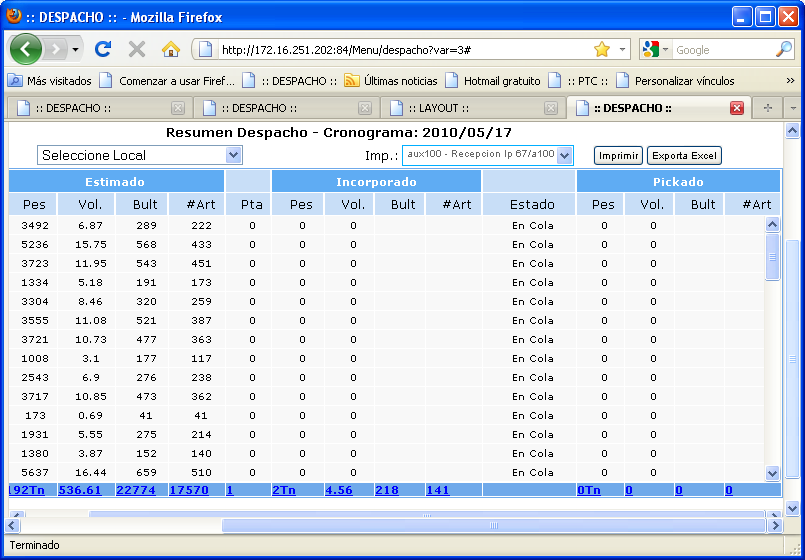 :: DESPACHO :: - Mozilla Firefox
http://172.16.251.202:84/Menu/despacho?var=3#
Google
Más visitados Comenzar a usar Firef... :: DESPACHO :: Últimas noticias Hotmail gratuito :: PTC :: Personalizar vínculos »
:: DESPACHO :: :: DESPACHO :: :: LAYOUT :: :: DESPACHO ::
Resumen Despacho - Cronograma: 2010/05/17
Seleccione Local Imp.: aux100 - Recepcion Ip 67/a100 Imprimir Exporta Excel
Estimado Incorporado Pickado
Pes Vol. Bult #Art Pta Pes Vol. Bult #Art Estado Pes Vol. Bult #Art
3492 6.87 289 222 0 0 0 En Cola 0 0
5236 15.75 568 433 0 0 0 En Cola 0 0
3723 11.95 543 451 0 0 0 En Cola 0 0
1334 5.18 191 173 0 0 0 En Cola 0 0
3304 8.46 320 259 0 0 0 En Cola 0 0
3555 11.08 521 387 0 0 0 En Cola 0 0
3721 10.73 477 363 0 0 0 En Cola 0 0
1008 3.1 177 117 0 0 0 En Cola 0 0
2543 6.9 276 238 0 0 0 En Cola 0 0
3717 10.85 473 362 0 0 0 En Cola 0 0
173 0.69 41 41 0 0 0 En Cola 0 0
1931 5.55 275 214 0 0 0 En Cola 0 0
1380 3.87 152 140 0 0 0 En Cola 0 0
5637 16.44 659 510 0 0 0 En Cola 0 0
192Tn 536.61 22774 17570 1 2Tn 4.56 218 141 0Tn 0 0 0
Terminado